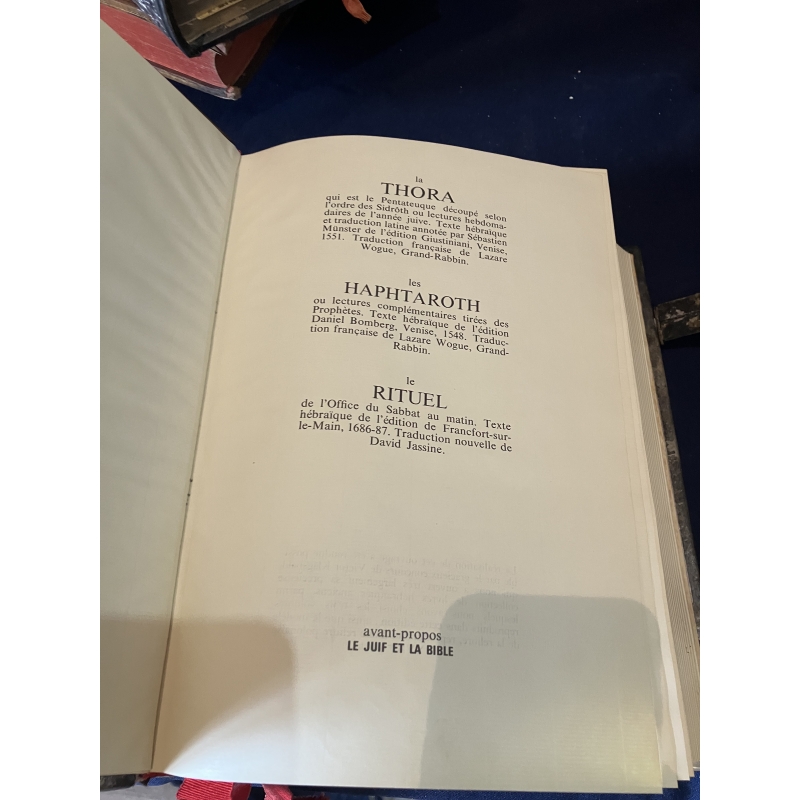 la
THORA
qui est le Pentateuque découpé selon
l'ordre des Sidrôth ou lectures hebdoma-
daires de l'année juive. Texte hébraïque
et traduction latine annotée par Sébastien
Münster de l'édition Giustiniani, Venise,
1551. Traduction française de Lazare
Wogue, Grand-Rabbin.
les
HAPHTAROTH
ou lectures complémentaires tirées des
Prophètes. Texte hébraïque de l'édition
Daniel Bomberg, Venise, 1548. Traduc-
tion française de Lazare Wogue, Grand-
Rabbin.
le
RITUEL
de l'Office du Sabbat au matin. Texte
hébraïque de l'édition de Francfort-sur-
le-Main, 1686-87. Traduction nouvelle de
David Jassine.
avant-propos
LE JUIF ET LA BIBLE